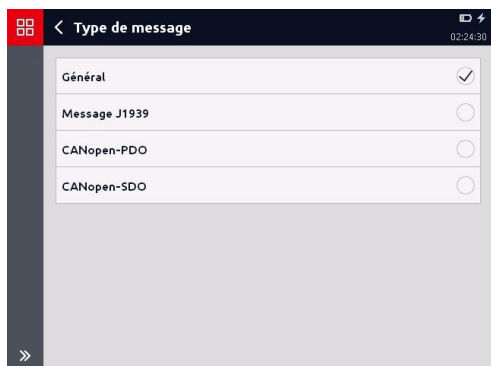 Type de message
02:24:30
Général
Message J1939
CANopen-PDO
CANopen-SDO